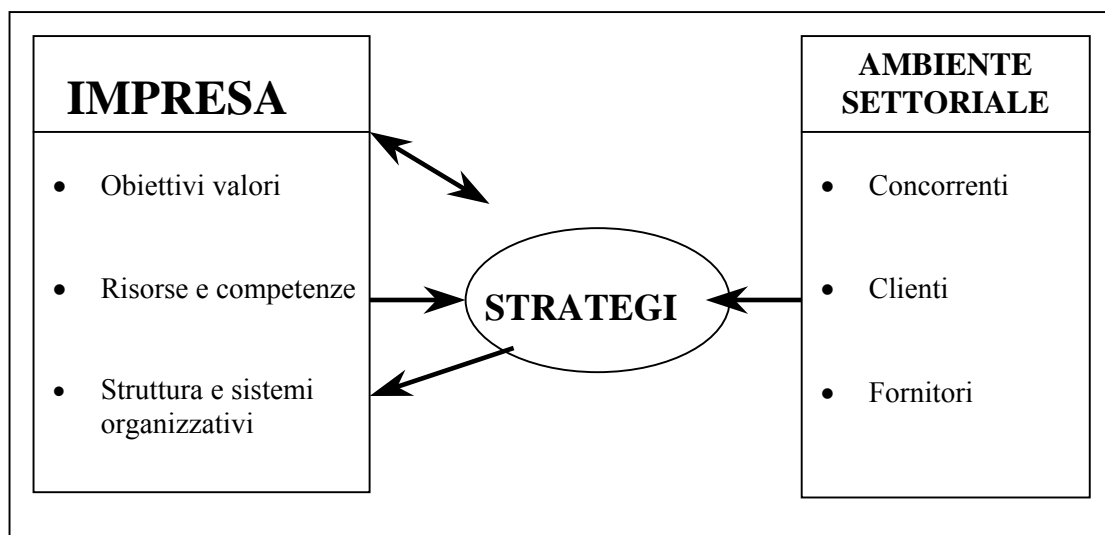 IMPRESA
• Obiettivi valori
• Risorse e competenze
• Struttura e sistemi
organizzativi
STRATEGI
AMBIENTE
SETTORIALE
• Concorrenti
• Clienti
• Fornitori